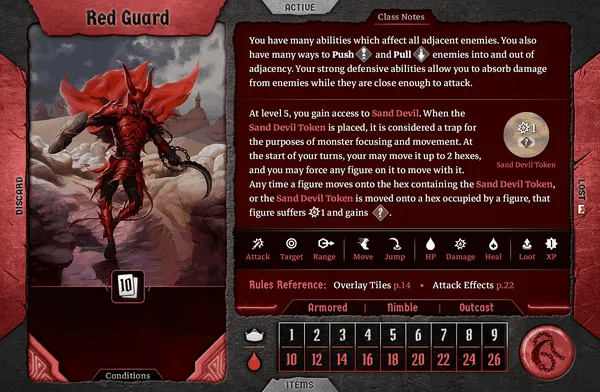 ACTIVE
Red Guard
Class Notes
You have many abilities which affect all adjacent enemies. You also
have many ways to Push and Pull enemies into and out of
adjacency. Your strong defensive abilities allow you to absorb damage
from enemies while they are close enough to attack.
At level 5, you gain access to Sand Devil. When the
Sand Devil Token is placed, it is considered a trap for
the purposes of monster focusing and movement. At
the start of your turns, your may move it up to 2 hexes,
and you may force any figure on it to move with it.
Any time a figure moves onto the hex containing the Sand Devil Token,
or the Sand Devil Token is moved onto a hex occupied by a figure, that
figure suffers 1 and gains ?.
1
?
Sand Devil Token
DISCARD
LOST
Attack Target Range Move Jump HP Damage Heal Loot XP
Rules Reference: Overlay Tiles p.14 • Attack Effects p.22
Armored | Nimble | Outcast
10
1 2 3 4 5 6 7 8 9
10 12 14 16 18 20 22 24 26
Conditions
ITEMS